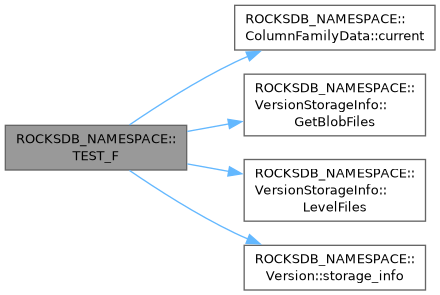 ROCKSDB_NAMESPACE::
TEST_F
ROCKSDB_NAMESPACE::
ColumnFamilyData::current
ROCKSDB_NAMESPACE::
VersionStorageInfo::
GetBlobFiles
ROCKSDB_NAMESPACE::
VersionStorageInfo::
LevelFiles
ROCKSDB_NAMESPACE::
Version::storage_info